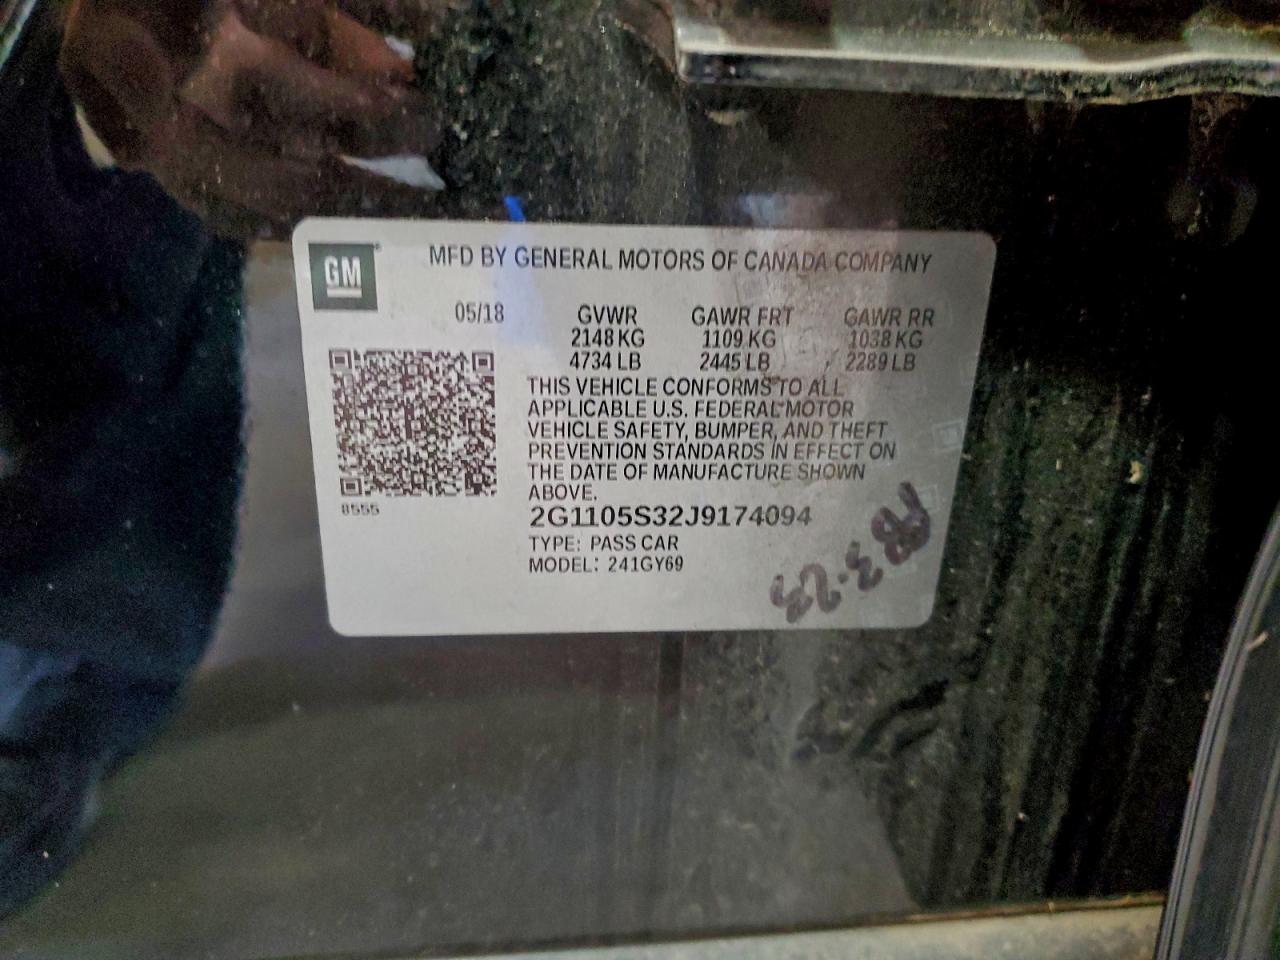 GM
MFD BY GENERAL MOTORS OF CANADA COMPANY
05/18 GVWR GAWR FRT GAWR RR
2148 KG 1109 KG 1038 KG
4734 LB 2445 LB 2289 LB
THIS VEHICLE CONFORMS TO ALL
APPLICABLE U.S. FEDERAL MOTOR
VEHICLE SAFETY, BUMPER, AND THEFT
PREVENTION STANDARDS IN EFFECT ON
THE DATE OF MANUFACTURE SHOWN
ABOVE.
8555
2G1105S32J9174094
TYPE: PASS CAR
MODEL: 241GY69